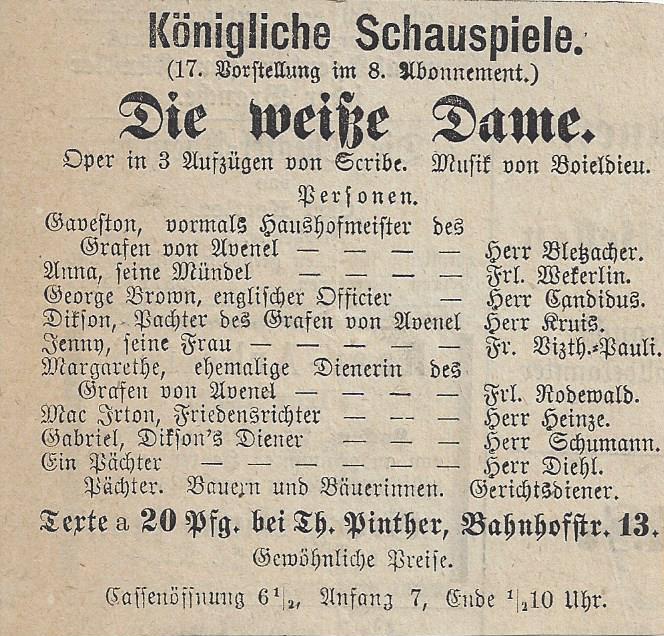 Königliche Schauspiele.
(17. Vorstellung im 8. Abonnement.)
Die weiße Dame.
Oper in 3 Aufzügen von Scribe. Musik von Boieldieu.
Personen.
Gaveston, vormals Haushofmeister des
Grafen von Avenel — — — — Herr Bletzacher.
Anna, seine Mündel — — — — Frl. Wekerlin.
George Brown, englischer Officier — Herr Candidus.
Dikson, Pachter des Grafen von Avenel Herr Kruis.
Jenny, seine Frau — — — — — Fr. Vizth.-Pauli.
Margarethe, ehemalige Dienerin des
Grafen von Avenel — — — — Frl. Rodewald.
Mac Irton, Friedensrichter — — — Herr Heinze.
Gabriel, Dikson's Diener — — — Herr Schumann.
Ein Pächter — — — — — — Herr Diehl.
Pächter. Bauern und Bäuerinnen. Gerichtsdiener.
Texte a 20 Pfg. bei Th. Pinther, Bahnhofstr. 13.
Gewöhnliche Preise.
Cassenöffnung 6 1/2, Anfang 7, Ende 1/2 10 Uhr.